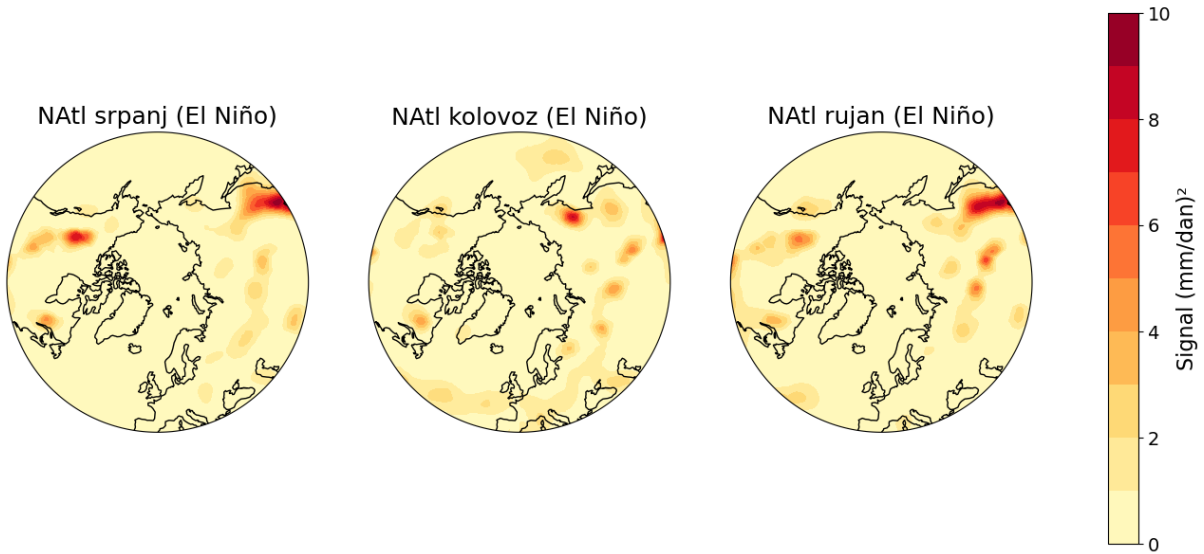 NAtl srpanj (El Niño)
NAtl kolovoz (El Niño)
NAtl rujan (El Niño)
10
8
6
4
2
0
Signal (mm/dan)²